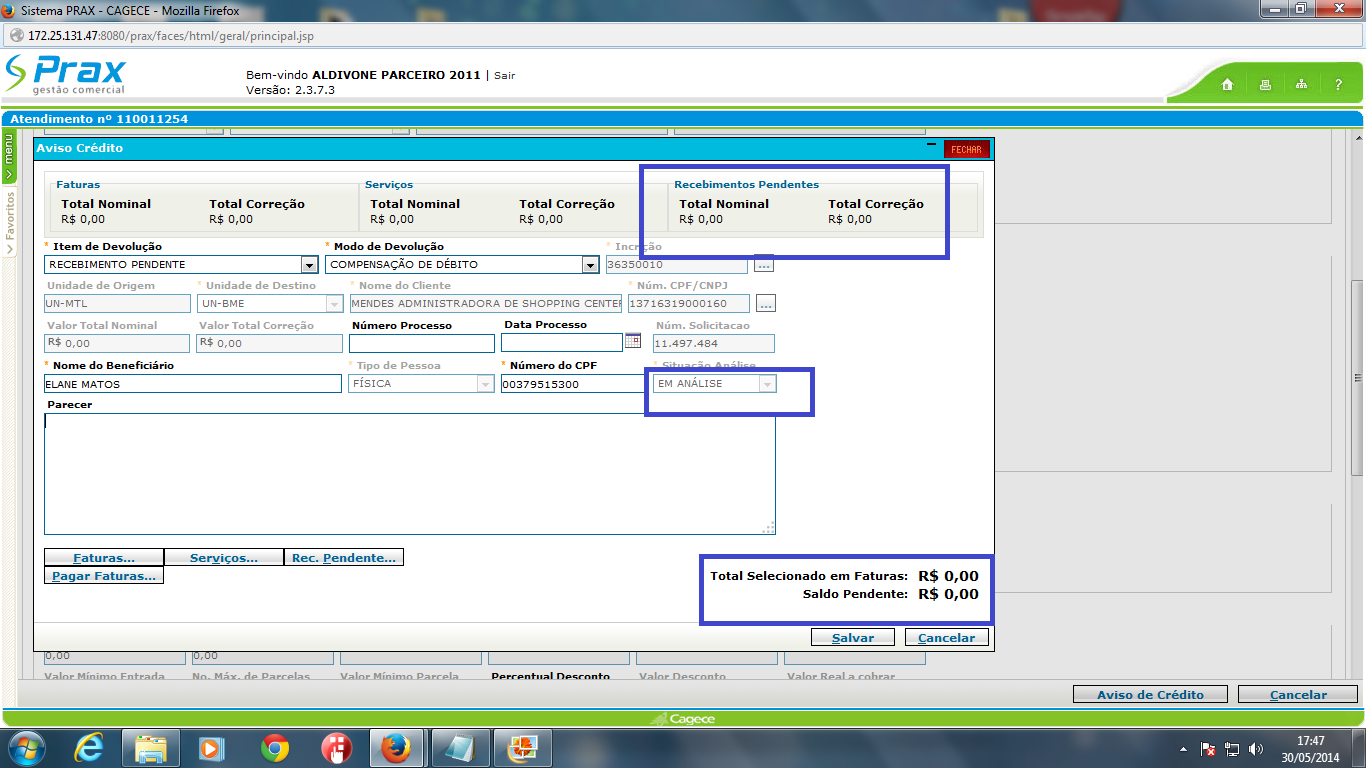 Sistema PRAX - CAGECE - Mozilla Firefox
172.25.131.47:8080/prax/faces/html/geral/principal.jsp
Prax
gestão comercial
Bem-vindo ALDIVONE PARCEIRO 2011 | Sair
Versão: 2.3.7.3
?
Atendimento nº 110011254
menu
Favoritos
Aviso Crédito
FECHAR
Faturas Serviços Recebimentos Pendentes
Total Nominal Total Correção Total Nominal Total Correção Total Nominal Total Correção
R$ 0,00 R$ 0,00 R$ 0,00 R$ 0,00 R$ 0,00 R$ 0,00
* Item de Devolução * Modo de Devolução * Incrição
RECEBIMENTO PENDENTE COMPENSAÇÃO DE DÉBITO 36350010 ...
Unidade de Origem * Unidade de Destino * Nome do Cliente * Núm. CPF/CNPJ
UN-MTL UN-BME MENDES ADMINISTRADORA DE SHOPPING CENTER 13716319000160 ...
Valor Total Nominal Valor Total Correção Número Processo Data Processo Núm. Solicitacao
R$ 0,00 R$ 0,00 11.497.484
* Nome do Beneficiário * Tipo de Pessoa * Número do CPF * Situação Análise
ELANE MATOS FÍSICA 00379515300 EM ANÁLISE
Parecer
Faturas... Serviços... Rec. Pendente...
Pagar Faturas...
Total Selecionado em Faturas: R$ 0,00
Saldo Pendente: R$ 0,00
Salvar Cancelar
0,00 0,00
Valor Mínimo Entrada No. Máx. de Parcelas Valor Mínimo Parcela Percentual Desconto Valor Desconto Valor Real a cobrar
Aviso de Crédito Cancelar
Cagece
17:47
30/05/2014